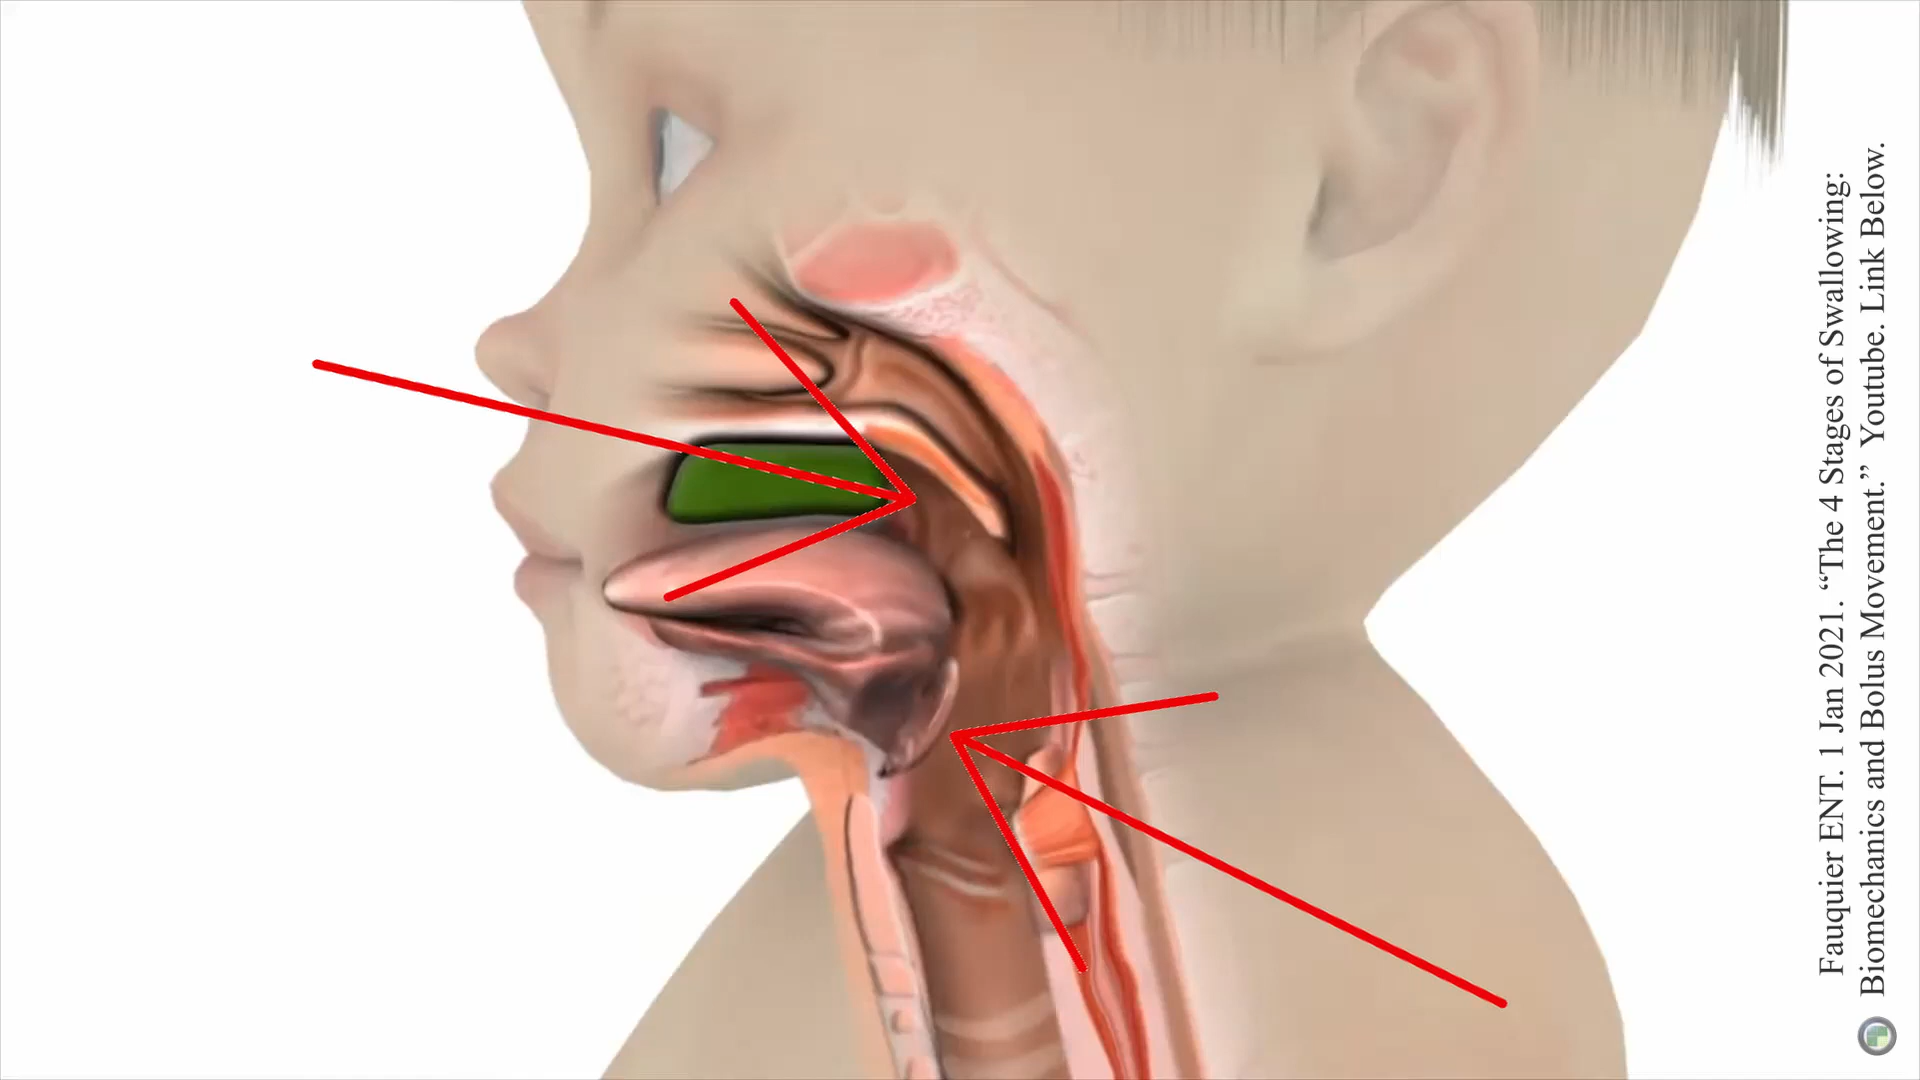 Fauquier ENT. 1 Jan 2021. “The 4 Stages of Swallowing:
Biomechanics and Bolus Movement.” Youtube. Link Below.